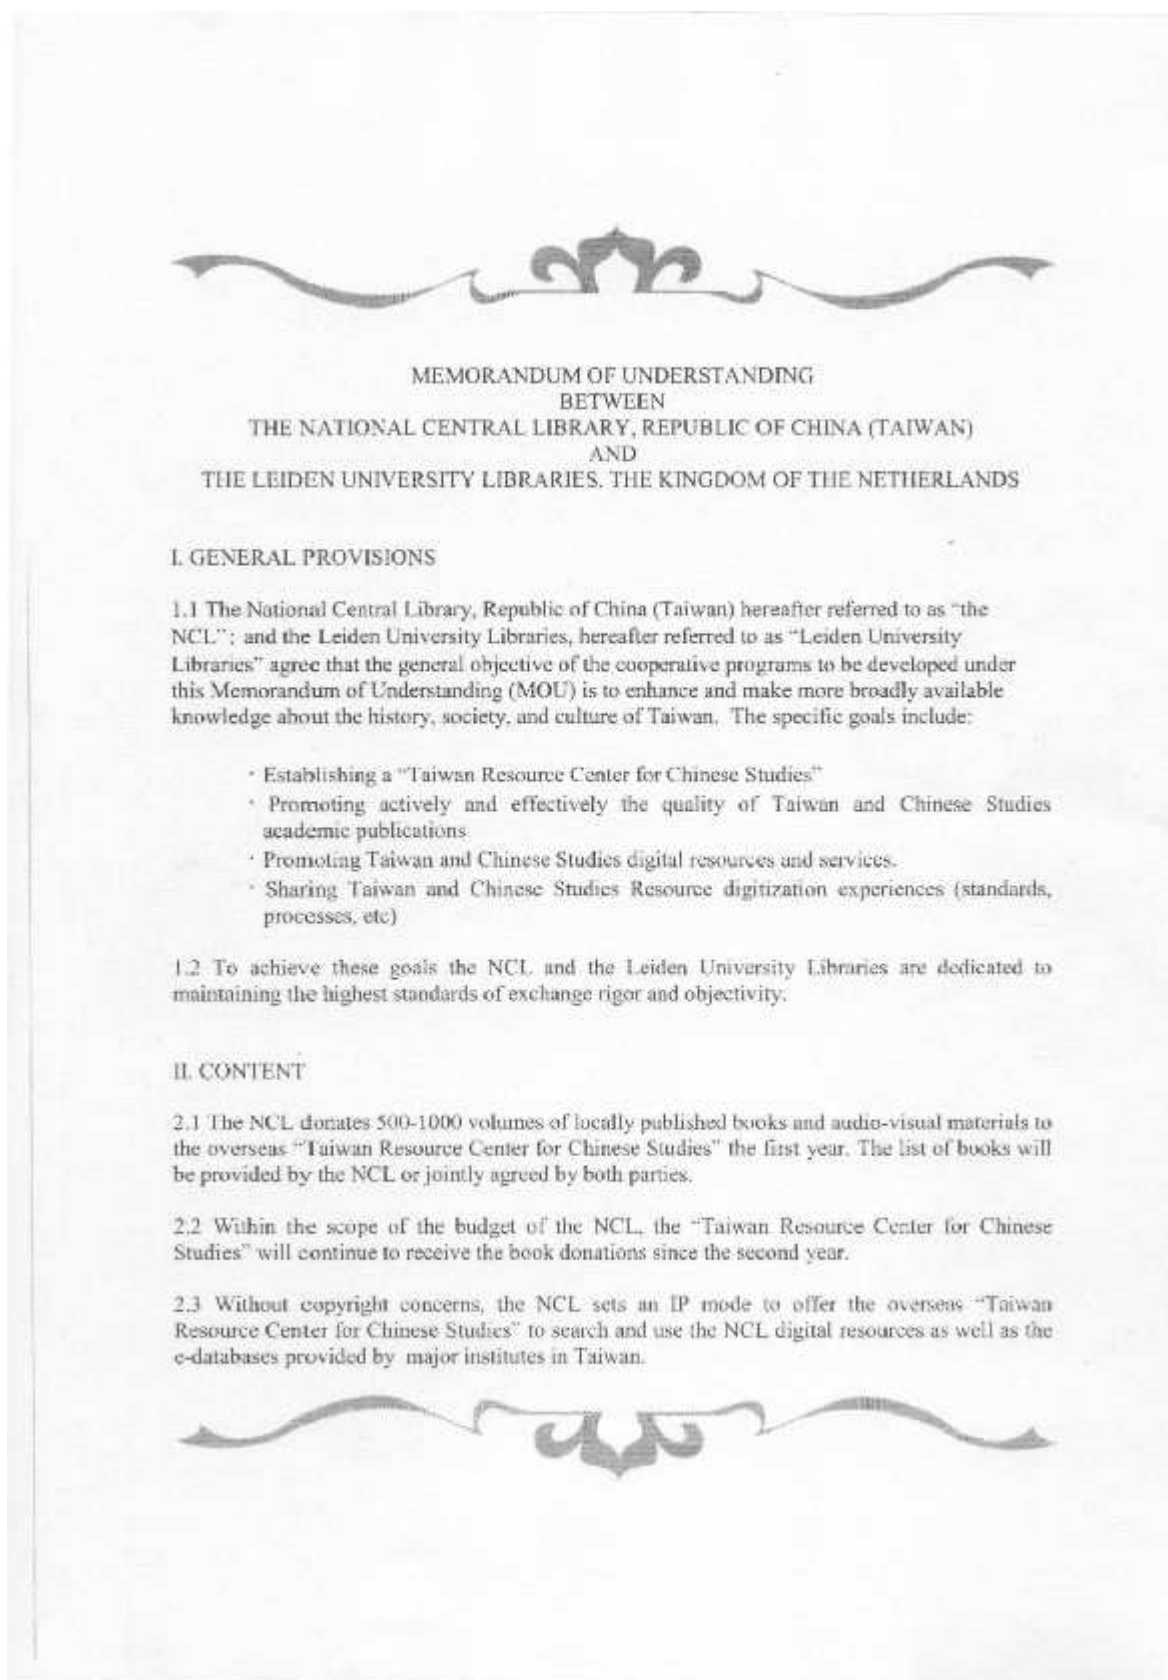 MEMORANDUM OF UNDERSTANDING
BETWEEN
THE NATIONAL CENTRAL LIBRARY, REPUBLIC OF CHINA (TAIWAN)
AND
THE LEIDEN UNIVERSITY LIBRARIES, THE KINGDOM OF THE NETHERLANDS
I. GENERAL PROVISIONS
1.1 The National Central Library, Republic of China (Taiwan) hereafter referred to as "the
NCL"; and the Leiden University Libraries, hereafter referred to as "Leiden University
Libraries" agree that the general objective of the cooperative programs to be developed under
this Memorandum of Understanding (MOU) is to enhance and make more broadly available
knowledge about the history, society, and culture of Taiwan. The specific goals include:
· Establishing a "Taiwan Resource Center for Chinese Studies"
· Promoting actively and effectively the quality of Taiwan and Chinese Studies
academic publications
· Promoting Taiwan and Chinese Studies digital resources and services.
· Sharing Taiwan and Chinese Studies Resource digitization experiences (standards,
processes, etc)
1.2 To achieve these goals the NCL and the Leiden University Libraries are dedicated to
maintaining the highest standards of exchange rigor and objectivity.
II. CONTENT
2.1 The NCL donates 500-1000 volumes of locally published books and audio-visual materials to
the overseas "Taiwan Resource Center for Chinese Studies" the first year. The list of books will
be provided by the NCL or jointly agreed by both parties.
2.2 Within the scope of the budget of the NCL, the "Taiwan Resource Center for Chinese
Studies" will continue to receive the book donations since the second year.
2.3 Without copyright concerns, the NCL sets an IP mode to offer the overseas "Taiwan
Resource Center for Chinese Studies" to search and use the NCL digital resources as well as the
e-databases provided by major institutes in Taiwan.